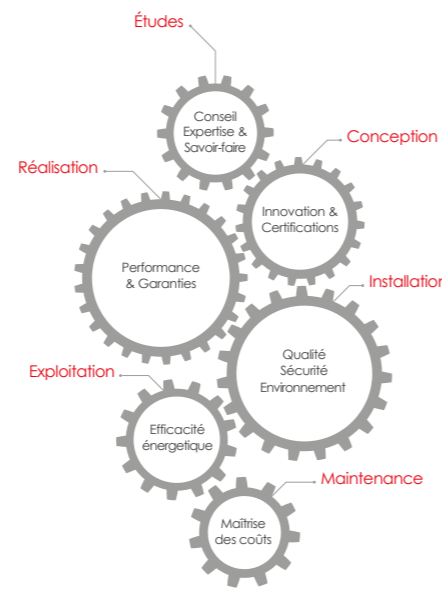 Études
Conseil
Expertise &
Savoir-faire
Conception
Innovation &
Certifications
Réalisation
Performance
& Garanties
Installation
Qualité
Sécurité
Environnement
Exploitation
Efficacité
énergetique
Maintenance
Maîtrise
des coûts